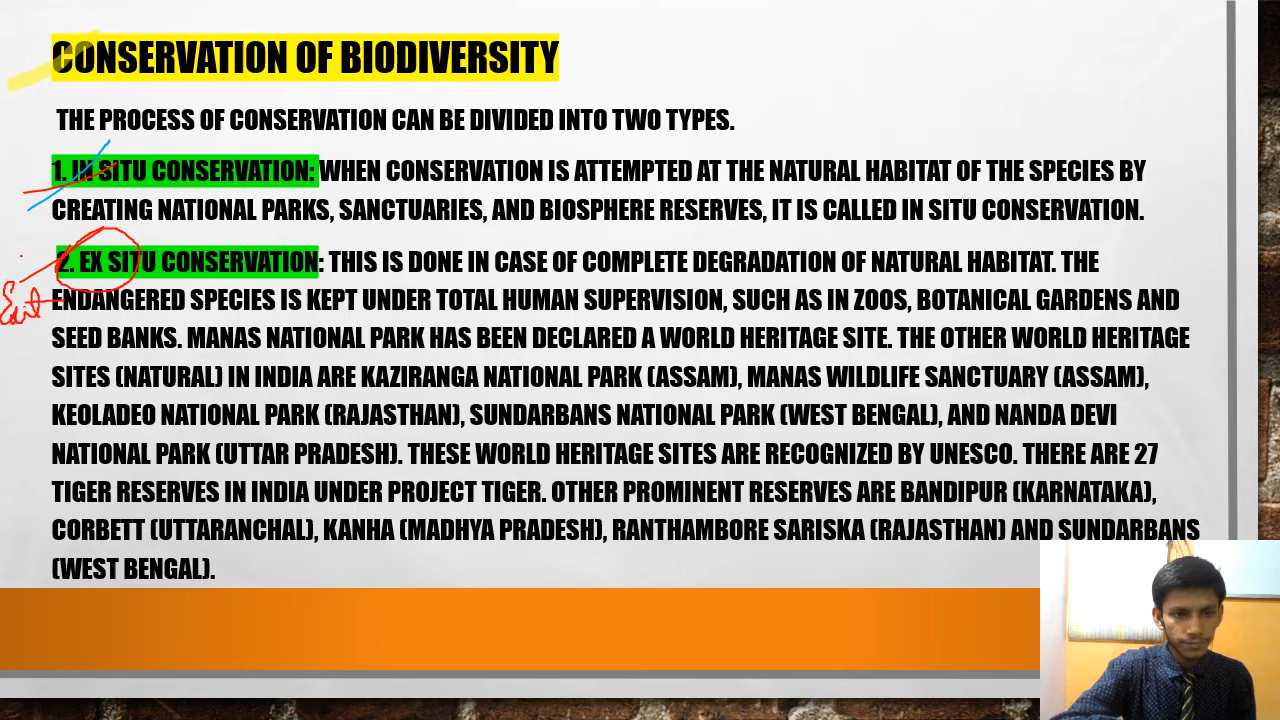 CONSERVATION OF BIODIVERSITY
THE PROCESS OF CONSERVATION CAN BE DIVIDED INTO TWO TYPES.
1. IN SITU CONSERVATION: WHEN CONSERVATION IS ATTEMPTED AT THE NATURAL HABITAT OF THE SPECIES BY
CREATING NATIONAL PARKS, SANCTUARIES, AND BIOSPHERE RESERVES, IT IS CALLED IN SITU CONSERVATION.
2. EX SITU CONSERVATION: THIS IS DONE IN CASE OF COMPLETE DEGRADATION OF NATURAL HABITAT. THE
ENDANGERED SPECIES IS KEPT UNDER TOTAL HUMAN SUPERVISION, SUCH AS IN ZOOS, BOTANICAL GARDENS AND
SEED BANKS. MANAS NATIONAL PARK HAS BEEN DECLARED A WORLD HERITAGE SITE. THE OTHER WORLD HERITAGE
SITES (NATURAL) IN INDIA ARE KAZIRANGA NATIONAL PARK (ASSAM), MANAS WILDLIFE SANCTUARY (ASSAM),
KEOLADEO NATIONAL PARK (RAJASTHAN), SUNDARBANS NATIONAL PARK (WEST BENGAL), AND NANDA DEVI
NATIONAL PARK (UTTAR PRADESH). THESE WORLD HERITAGE SITES ARE RECOGNIZED BY UNESCO. THERE ARE 27
TIGER RESERVES IN INDIA UNDER PROJECT TIGER. OTHER PROMINENT RESERVES ARE BANDIPUR (KARNATAKA),
CORBETT (UTTARANCHAL), KANHA (MADHYA PRADESH), RANTHAMBORE SARISKA (RAJASTHAN) AND SUNDARBANS
(WEST BENGAL).